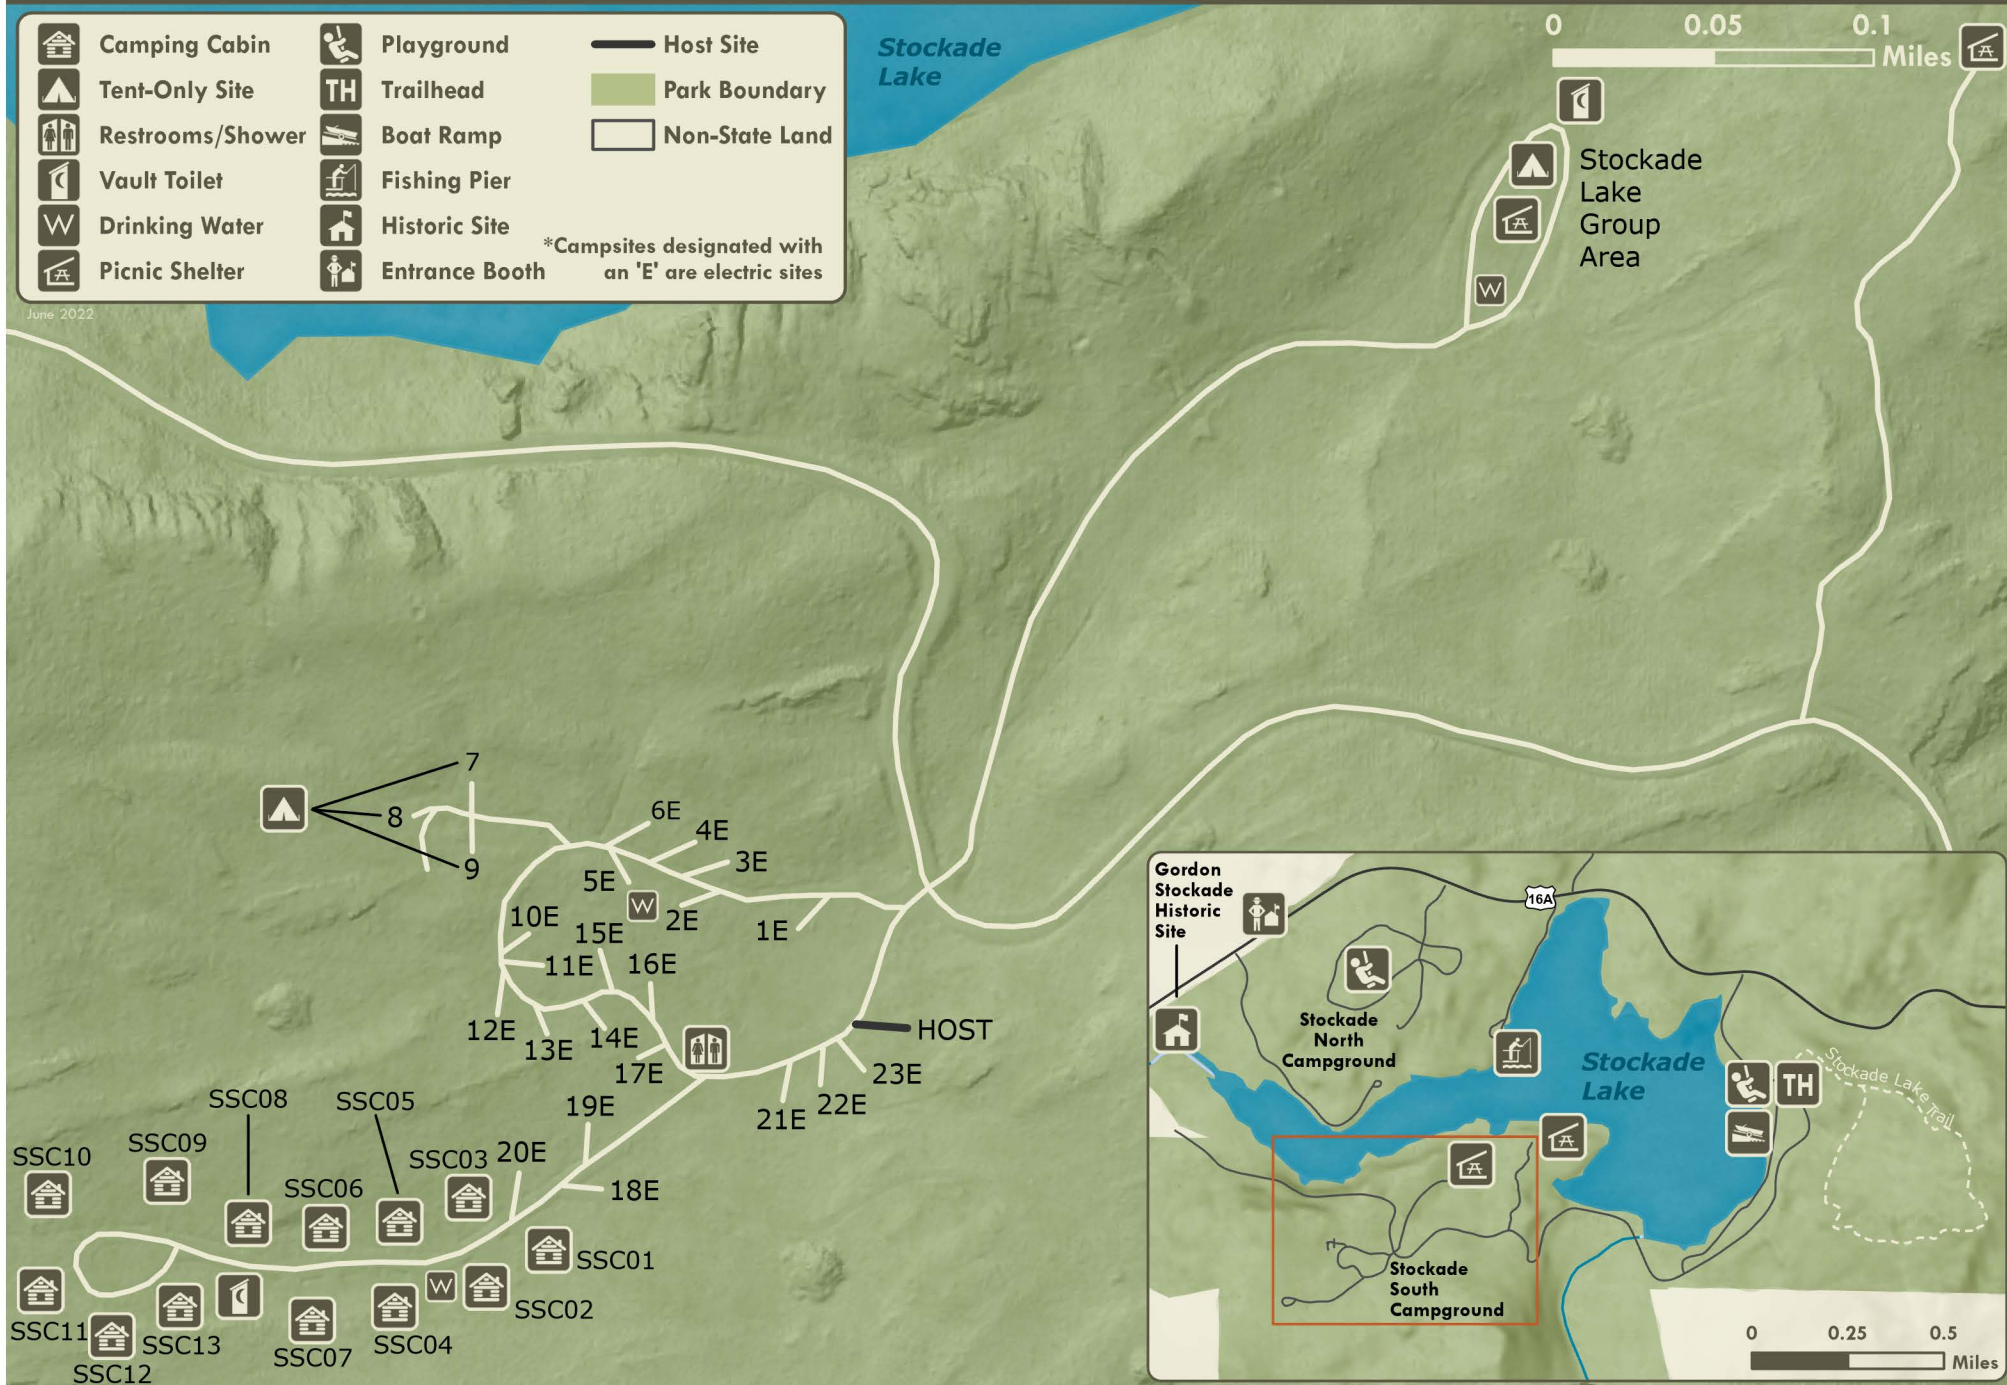 Camping Cabin
Tent-Only Site
Restrooms/Shower
Vault Toilet
W
Drinking Water
Picnic Shelter
Playground
TH
Trailhead
Boat Ramp
Fishing Pier
Historic Site
Entrance Booth
Host Site
Park Boundary
Non-State Land
*Campsites designated with
an 'E' are electric sites
June 2022
Stockade
Lake
0 0.05 0.1
Miles
Stockade
Lake
Group
Area
W
7
8
9
6E
4E
3E
5E
W
2E
1E
10E
15E
11E
16E
12E
13E
14E
17E
HOST
23E
22E
21E
19E
20E
18E
SSC08
SSC05
SSC10
SSC09
SSC06
SSC03
SSC01
W
SSC02
SSC11
SSC12
SSC13
SSC07
SSC04
Gordon
Stockade
Historic
Site
16A
Stockade
North
Campground
Stockade
Lake
TH
Stockade Lake Trail
Stockade
South
Campground
0 0.25 0.5
Miles